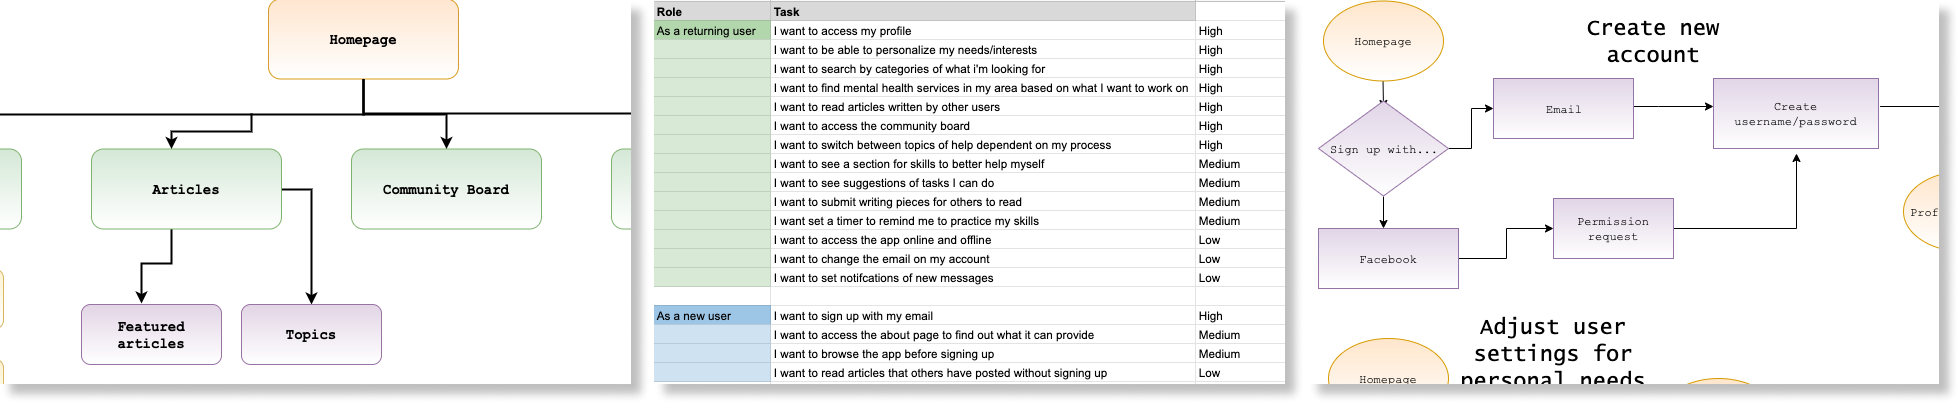 Homepage
Articles
Community Board
Featured
articles
Topics
Role Task
As a returning user I want to access my profile High
I want to be able to personalize my needs/interests High
I want to search by categories of what i'm looking for High
I want to find mental health services in my area based on what I want to work on High
I want to read articles written by other users High
I want to access the community board High
I want to switch between topics of help dependent on my process High
I want to see a section for skills to better help myself Medium
I want to see suggestions of tasks I can do Medium
I want to submit writing pieces for others to read Medium
I want set a timer to remind me to practice my skills Medium
I want to access the app online and offline Low
I want to change the email on my account Low
I want to set notifcations of new messages Low
As a new user I want to sign up with my email High
I want to access the about page to find out what it can provide Medium
I want to browse the app before signing up Medium
I want to read articles that others have posted without signing up Low
Create new
account
Homepage
Sign up with...
Email
Create
username/password
Permission
request
Facebook
Prof
Adjust user
settings for
personal needs
Homepage